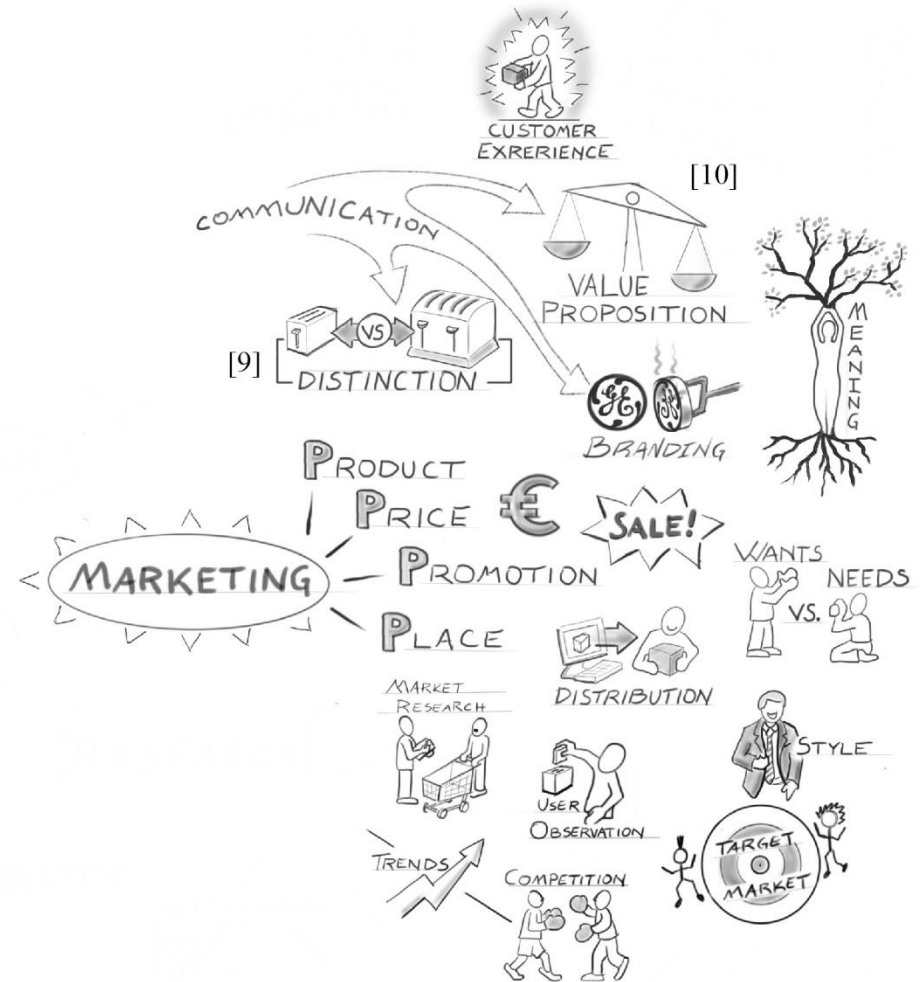 CUSTOMER
EXRERIENCE
[10]
COMMUNICATION
VALUE
PROPOSITION
MEANING
VS
[9]
DISTINCTION
GE
BRANDING
PRODUCT
PRICE €
SALE!
PROMOTION
MARKETING
PLACE
WANTS
VS.
NEEDS
DISTRIBUTION
MARKET
RESEARCH
STYLE
USER
OBSERVATION
TRENDS
TARGET
MARKET
COMPETITION